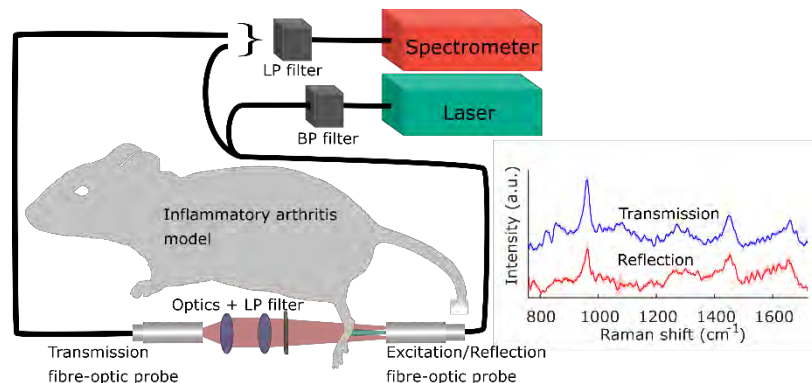 Spectrometer
LP filter
Laser
BP filter
Inflammatory arthritis
model
Optics + LP filter
Transmission
fibre-optic probe
Excitation/Reflection
fibre-optic probe
Intensity (a.u.)
Transmission
Reflection
800 1000 1200 1400 1600
Raman shift (cm⁻¹)